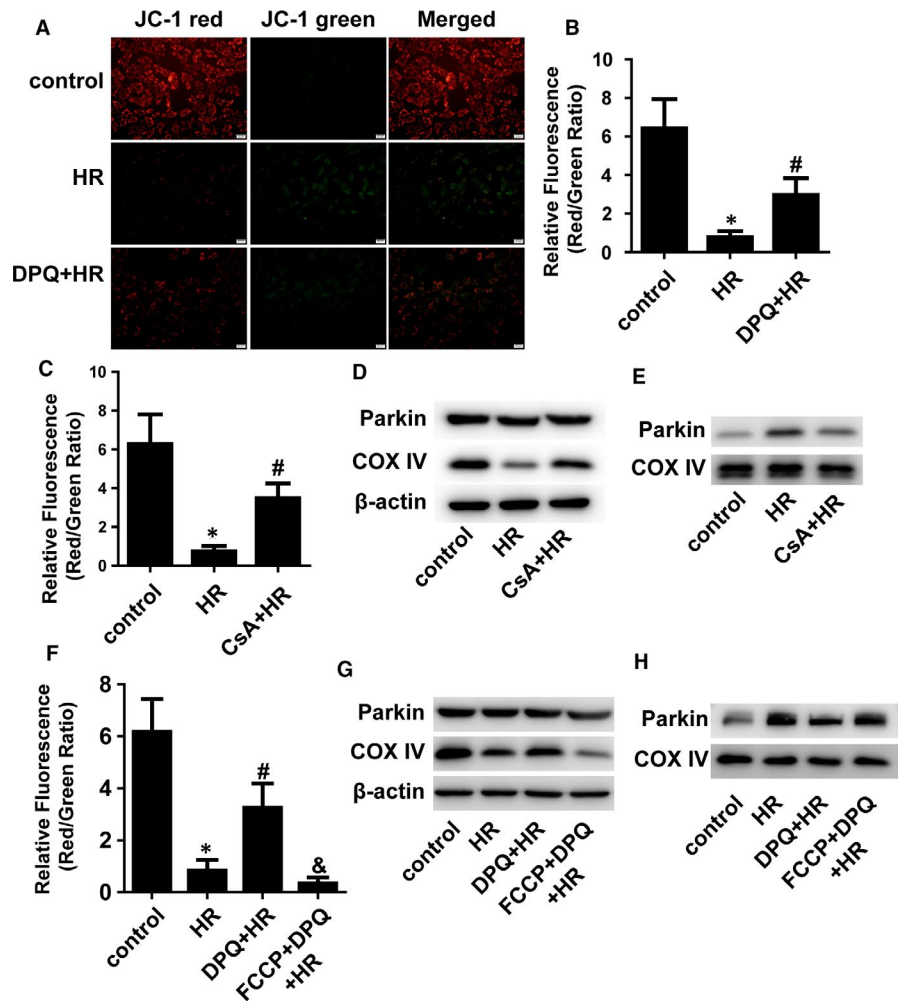 A
JC-1 red JC-1 green Merged
control
HR
DPQ+HR
B
Relative Fluorescence
(Red/Green Ratio)
10
8
6
4
2
0
*
#
control
HR
DPQ+HR
C
Relative Fluorescence
(Red/Green Ratio)
10
8
6
4
2
0
*
#
control
HR
CsA+HR
D
Parkin
COX IV
β-actin
control
HR
CsA+HR
E
Parkin
COX IV
control
HR
CsA+HR
F
Relative Fluorescence
(Red/Green Ratio)
8
6
4
2
0
*
#
&
control
HR
DPQ+HR
FCCP+DPQ
+HR
G
Parkin
COX IV
β-actin
control
HR
DPQ+HR
FCCP+DPQ
+HR
H
Parkin
COX IV
control
HR
DPQ+HR
FCCP+DPQ
+HR